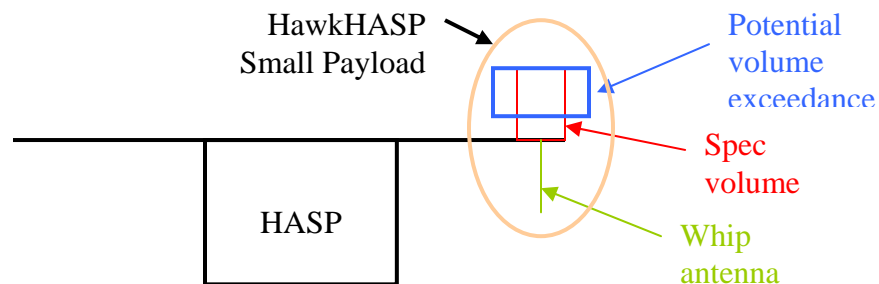 HawkHASP
Small Payload
Potential
volume
exceedance
Spec
volume
HASP
Whip
antenna